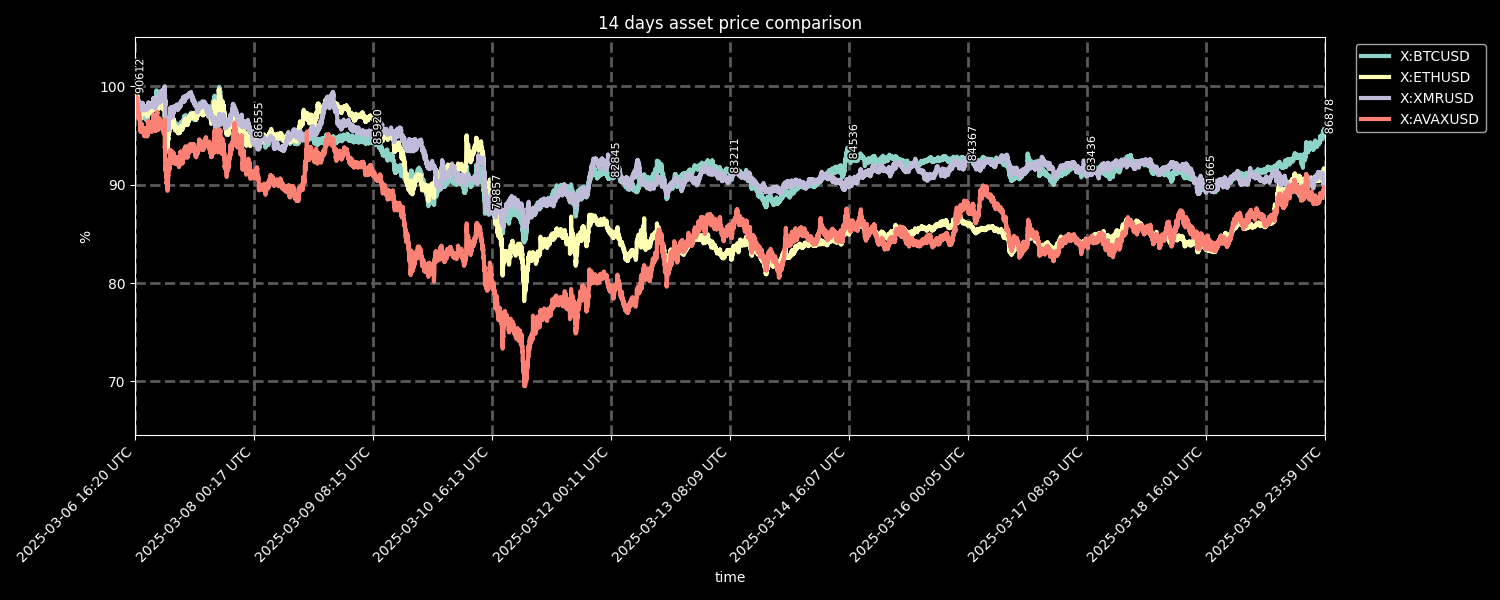 14 days asset price comparison
X:BTCUSD
X:ETHUSD
X:XMRUSD
X:AVAXUSD
100
90
80
70
%
90612
86555
85920
79857
82845
83211
84536
84367
83436
81665
86878
2025-03-06 16:20 UTC
2025-03-08 00:17 UTC
2025-03-09 08:15 UTC
2025-03-10 16:13 UTC
2025-03-12 00:11 UTC
2025-03-13 08:09 UTC
2025-03-14 16:07 UTC
2025-03-16 00:05 UTC
2025-03-17 08:03 UTC
2025-03-18 16:01 UTC
2025-03-19 23:59 UTC
time